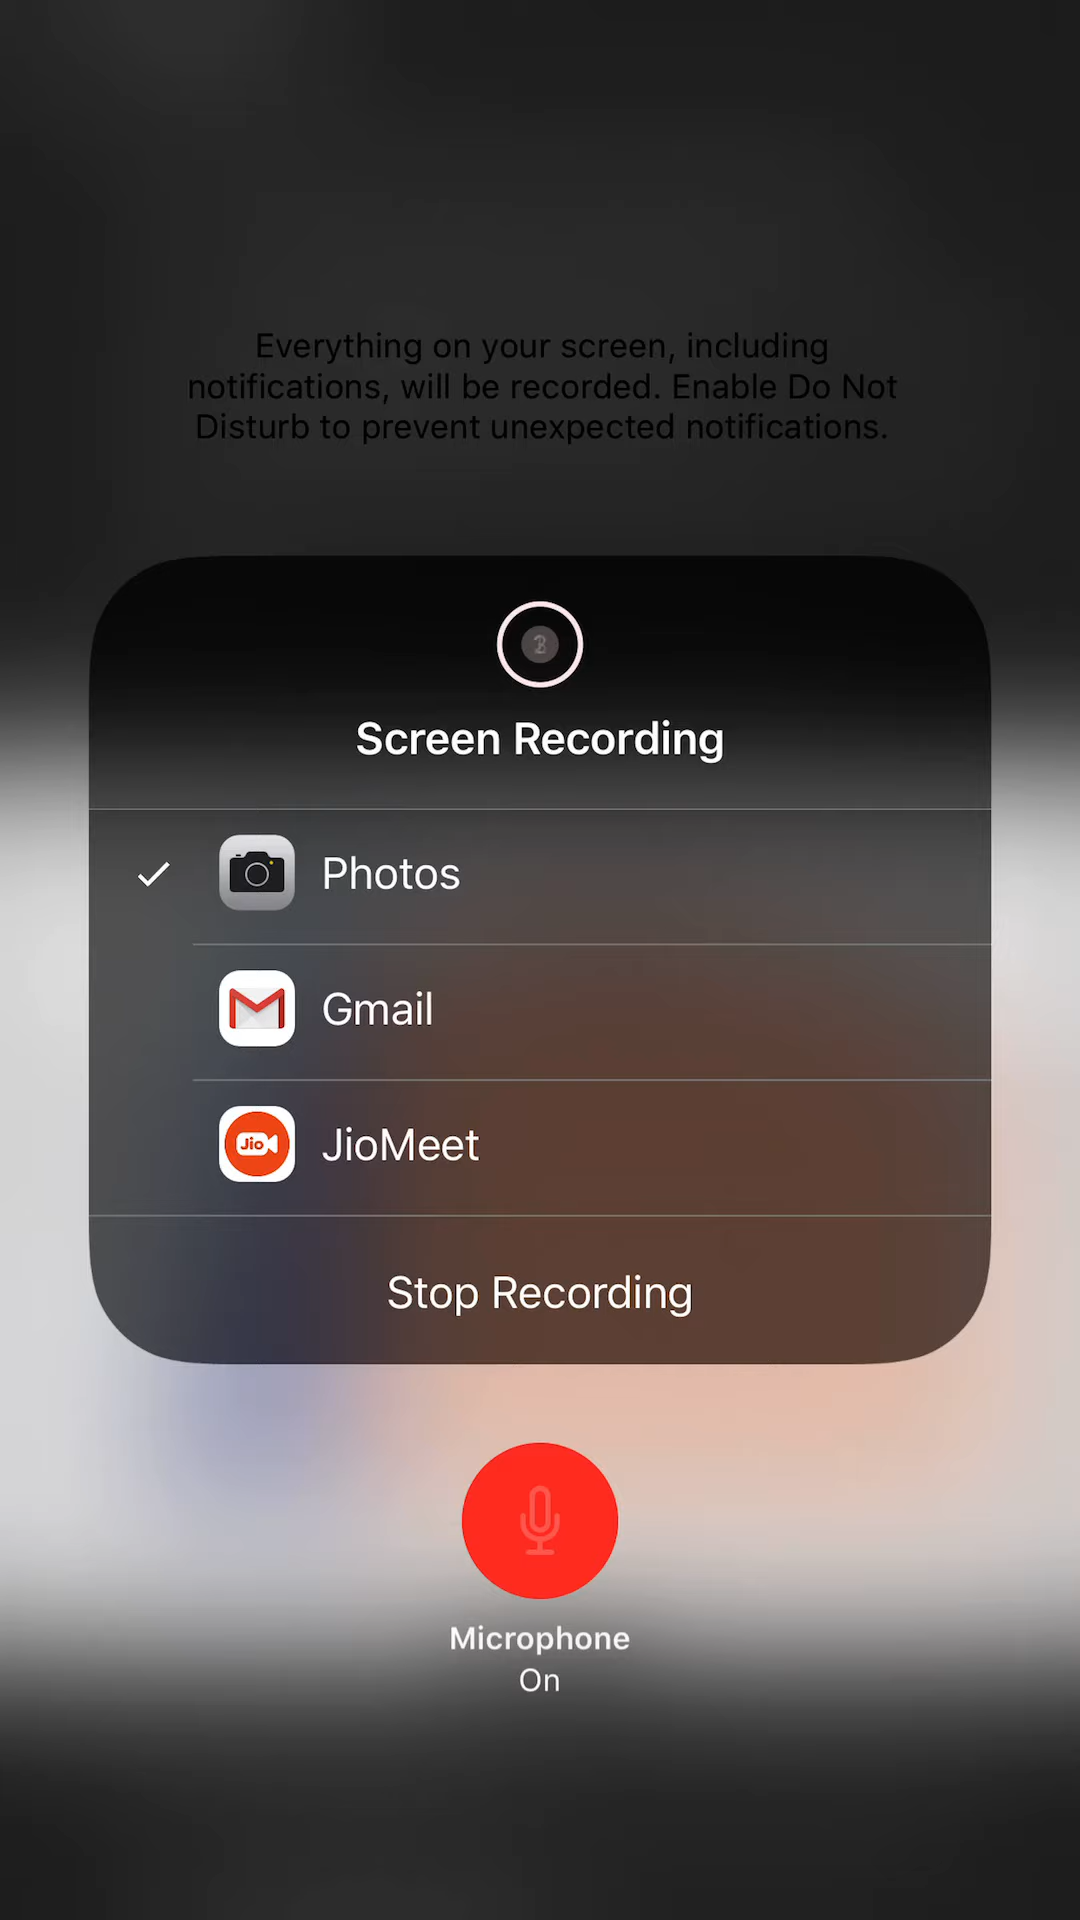 Everything on your screen, including
notifications, will be recorded. Enable Do Not
Disturb to prevent unexpected notifications.
Screen Recording
Photos
Gmail
Jio
JioMeet
Stop Recording
Microphone
On